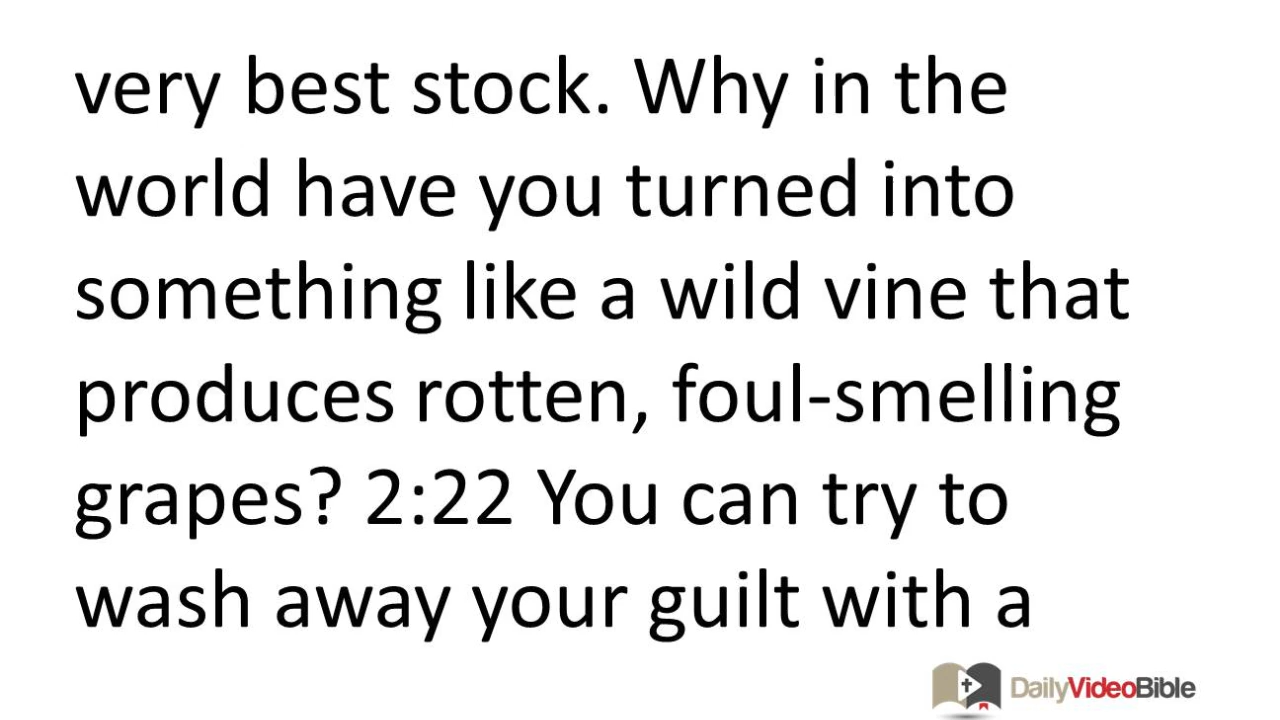 very best stock. Why in the
world have you turned into
something like a wild vine that
produces rotten, foul-smelling
grapes? 2:22 You can try to
wash away your guilt with a
DailyVideoBible